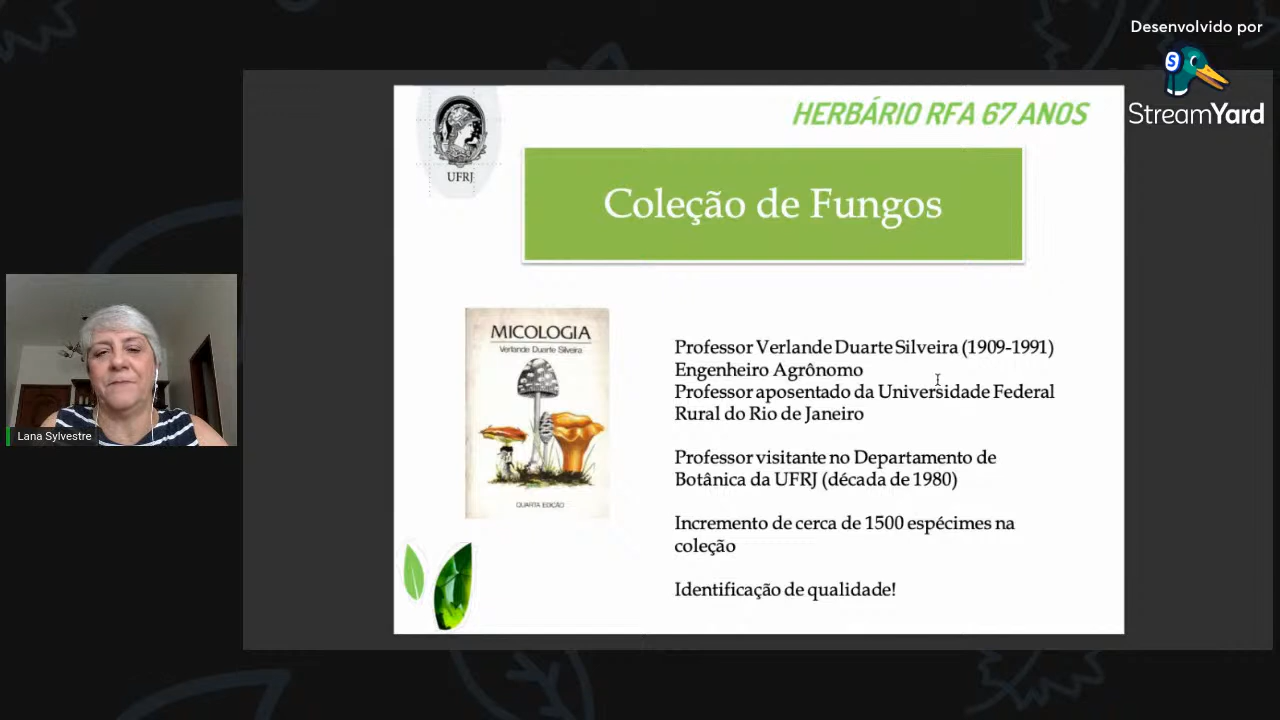 Desenvolvido por
S
StreamYard
HERBÁRIO RFA 67 ANOS
UFRJ
Coleção de Fungos
MICOLOGIA
Verlande Duarte Silveira
QUARTA EDIÇÃO
Professor Verlande Duarte Silveira (1909-1991)
Engenheiro Agrônomo
Professor aposentado da Universidade Federal
Rural do Rio de Janeiro
Professor visitante no Departamento de
Botânica da UFRJ (década de 1980)
Incremento de cerca de 1500 espécimes na
coleção
Identificação de qualidade!
Lana Sylvestre